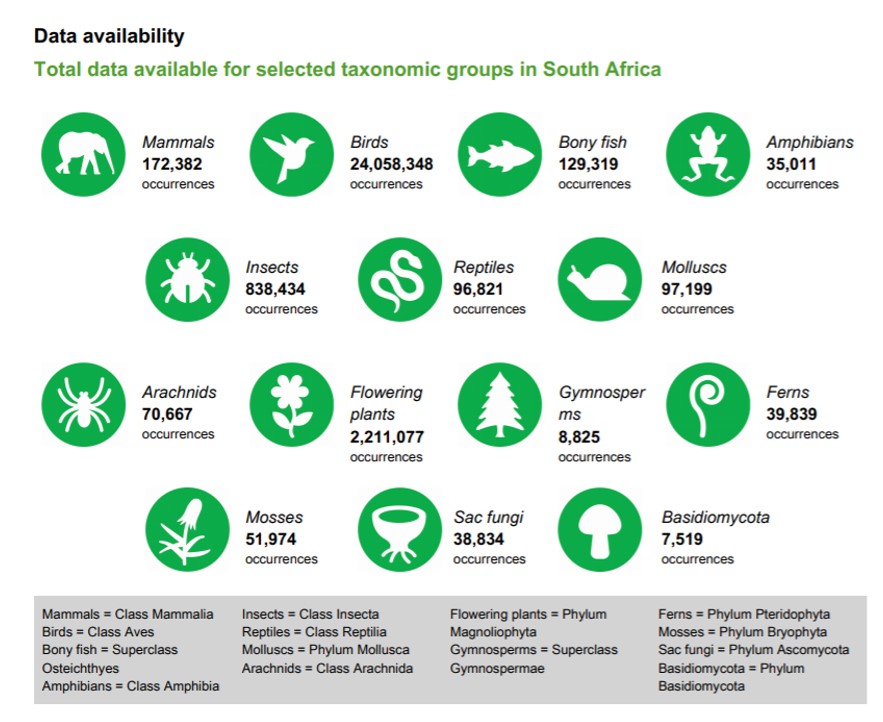 Data availability
Total data available for selected taxonomic groups in South Africa
Mammals
172,382
occurrences
Birds
24,058,348
occurrences
Bony fish
129,319
occurrences
Amphibians
35,011
occurrences
Insects
838,434
occurrences
Reptiles
96,821
occurrences
Molluscs
97,199
occurrences
Arachnids
70,667
occurrences
Flowering
plants
2,211,077
occurrences
Gymnosper
ms
8,825
occurrences
Ferns
39,839
occurrences
Mosses
51,974
occurrences
Sac fungi
38,834
occurrences
Basidiomycota
7,519
occurrences
Mammals = Class Mammalia
Birds = Class Aves
Bony fish = Superclass
Osteichthyes
Amphibians = Class Amphibia
Insects = Class Insecta
Reptiles = Class Reptilia
Molluscs = Phylum Mollusca
Arachnids = Class Arachnida
Flowering plants = Phylum
Magnoliophyta
Gymnosperms = Superclass
Gymnospermae
Ferns = Phylum Pteridophyta
Mosses = Phylum Bryophyta
Sac fungi = Phylum Ascomycota
Basidiomycota = Phylum
Basidiomycota